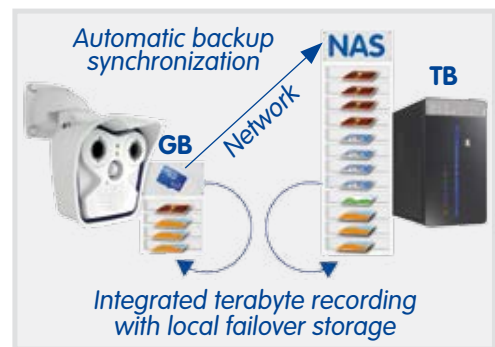 Automatic backup
synchronization
NAS
TB
GB
Network
Integrated terabyte recording
with local failover storage